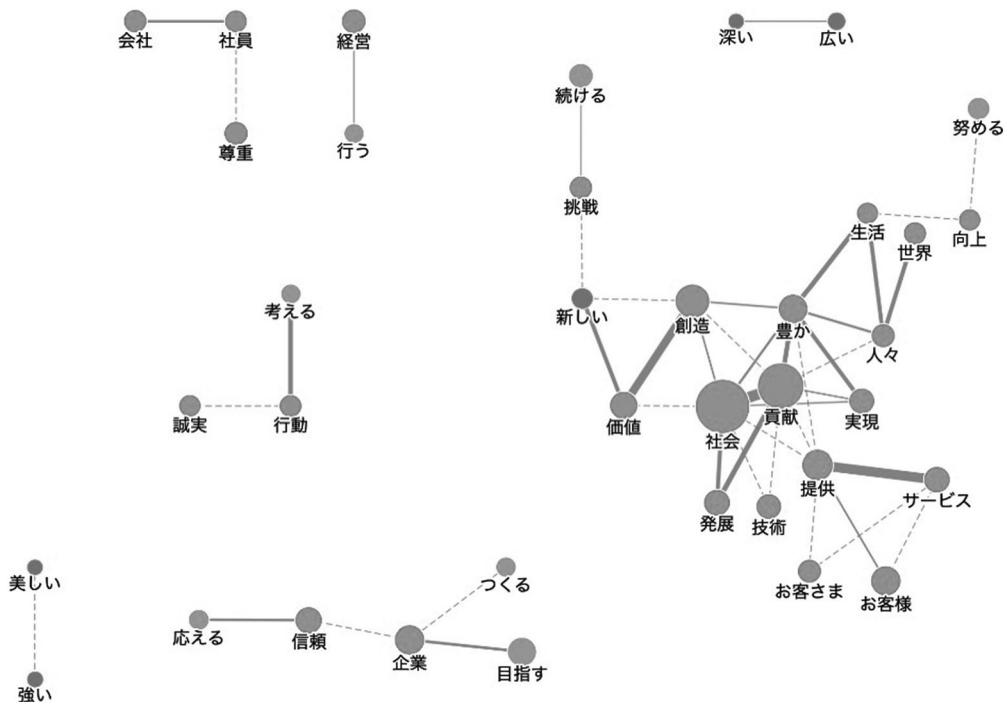 会社
社員
経営
深い
広い
続ける
努める
尊重
行う
挑戦
生活
向上
世界
考える
新しい
創造
豊か
人々
誠実
行動
価値
社会
貢献
実現
提供
サービス
発展
技術
美しい
つくる
お客さま
お客様
応える
信頼
企業
目指す
強い